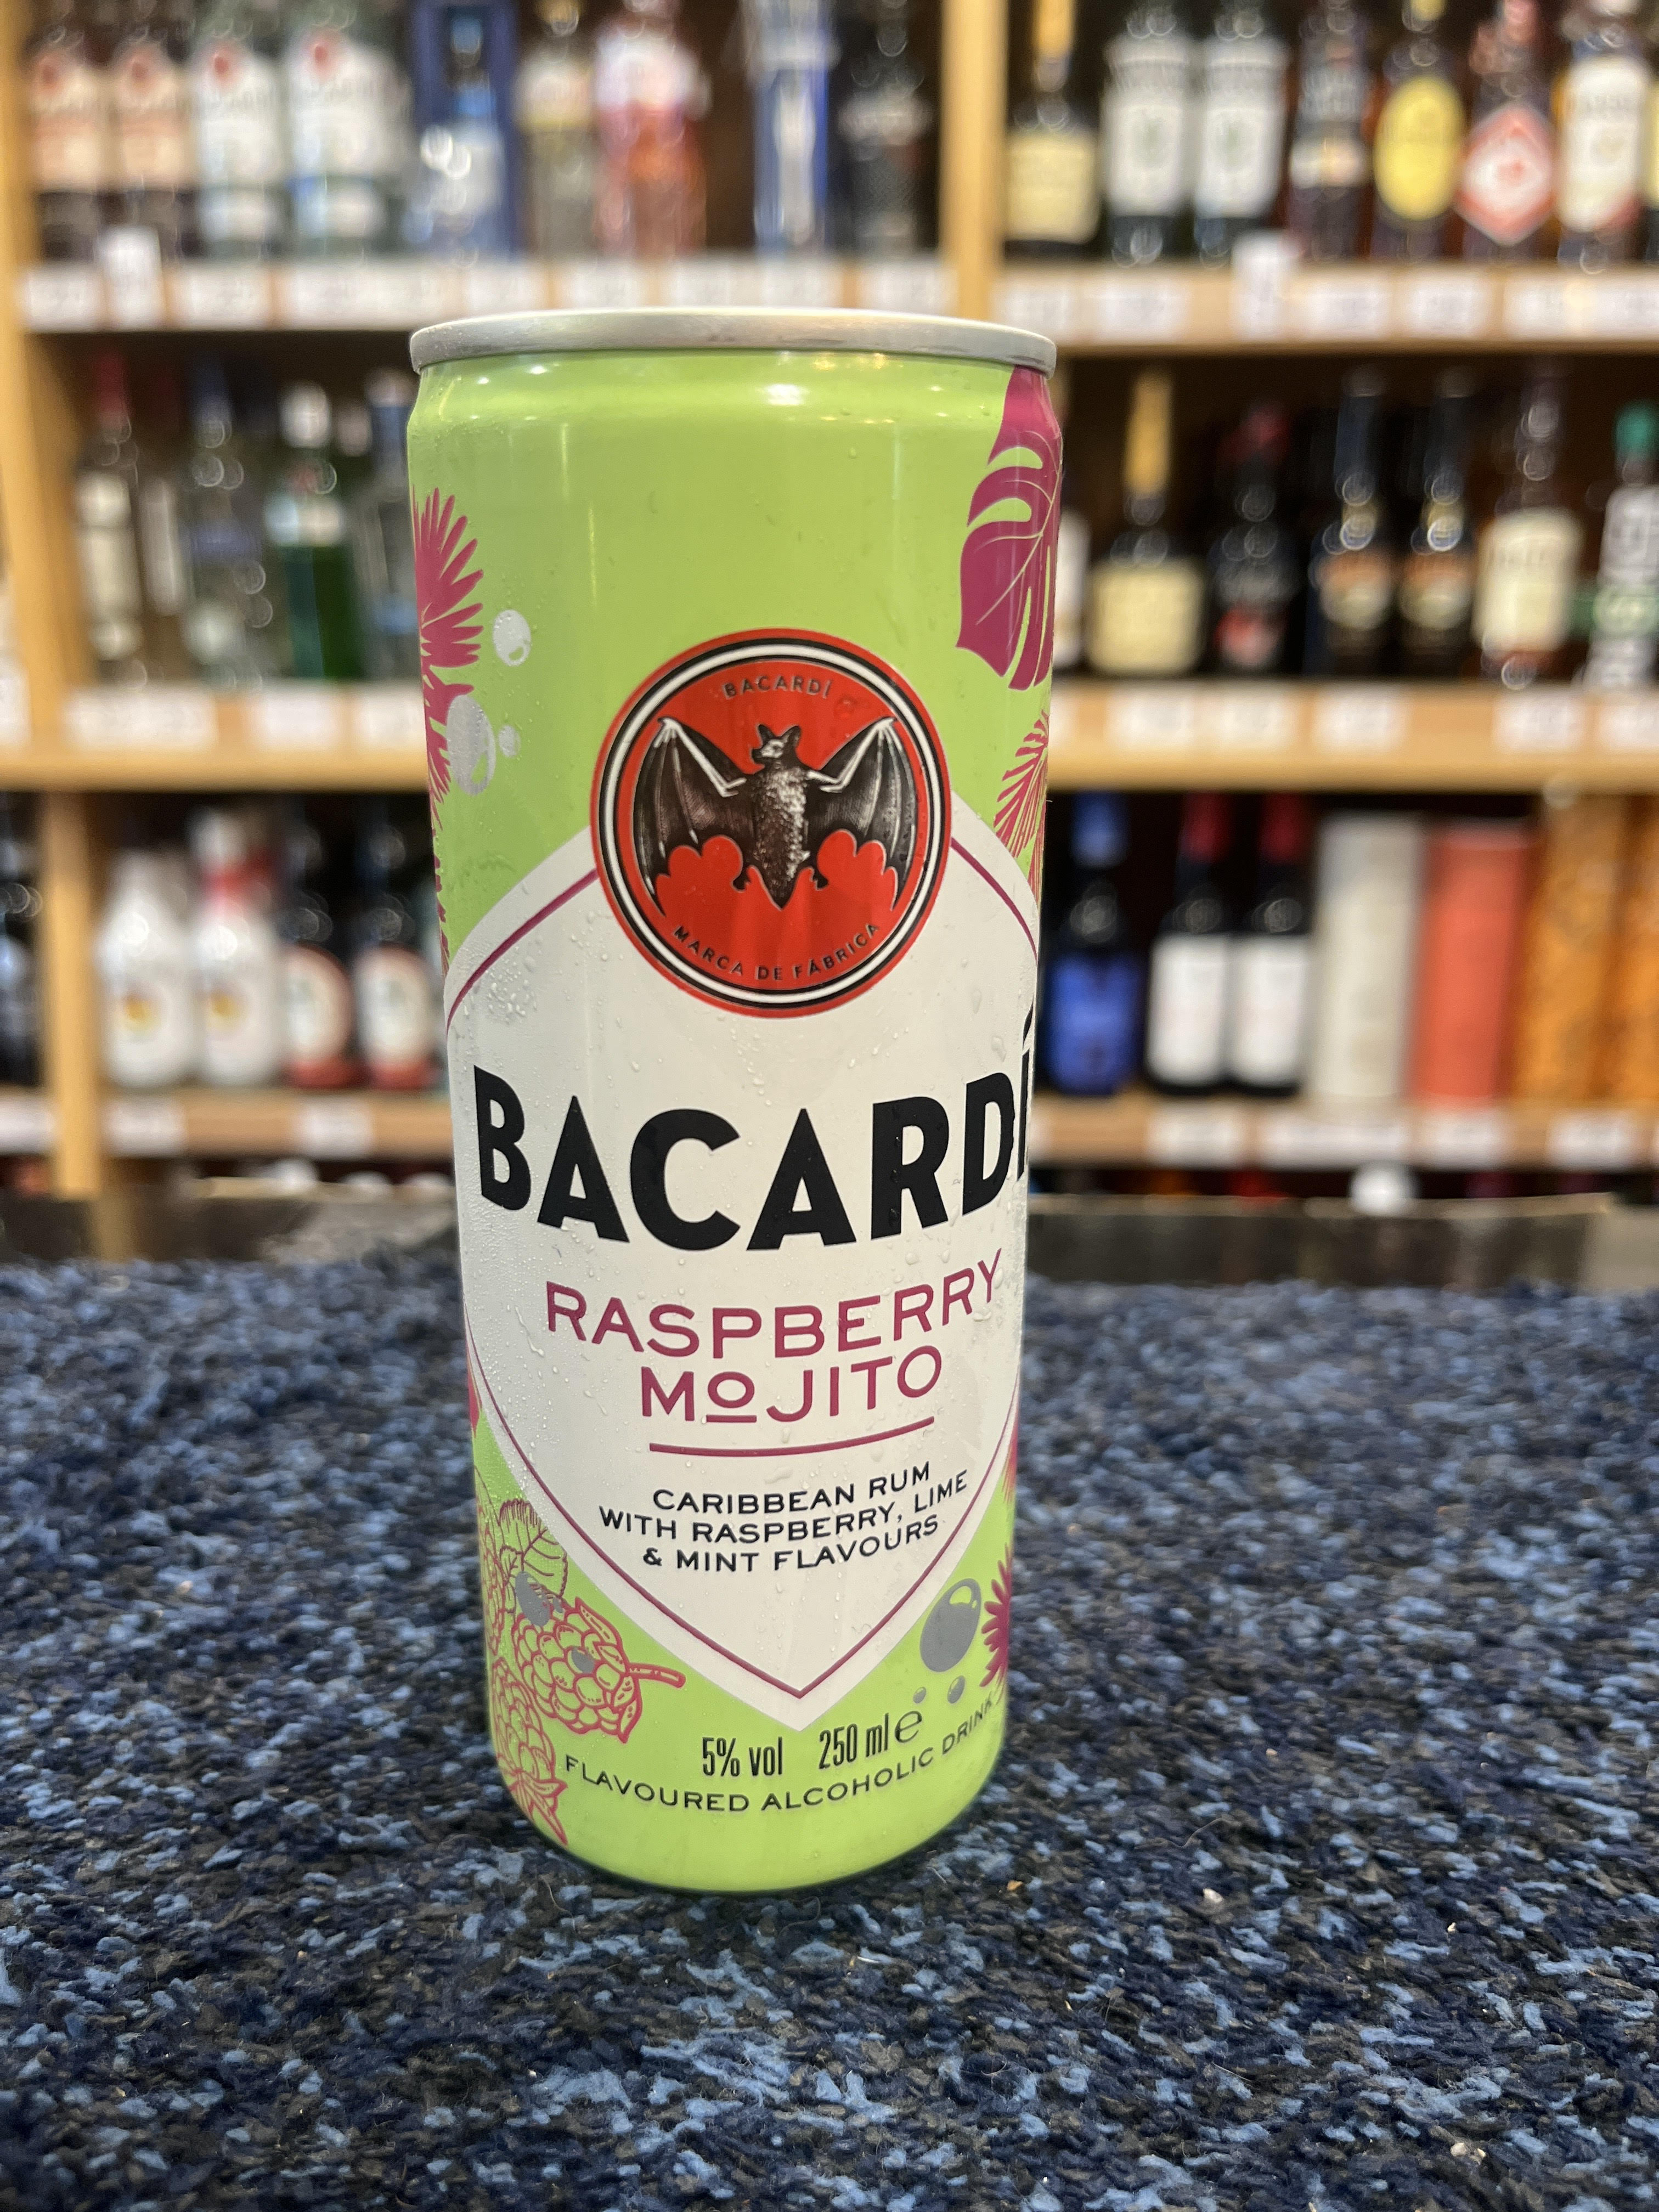 BACARDÍ
MARCA DE FÁBRICA
BACARDÍ
RASPBERRY
MOJITO
CARIBBEAN RUM
WITH RASPBERRY, LIME
& MINT FLAVOURS
5% vol 250 ml e
FLAVOURED ALCOHOLIC DRINK